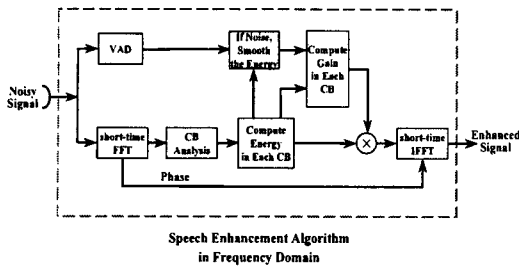 VAD
If Noise,
Smooth
the Energy
Compute
Gain
in Each
CB
Noisy
Signal
short-time
FFT
CB
Analysis
Compute
Energy
in Each CB
×
short-time
IFFT
Enhanced
Signal
Phase
Speech Enhancement Algorithm
in Frequency Domain